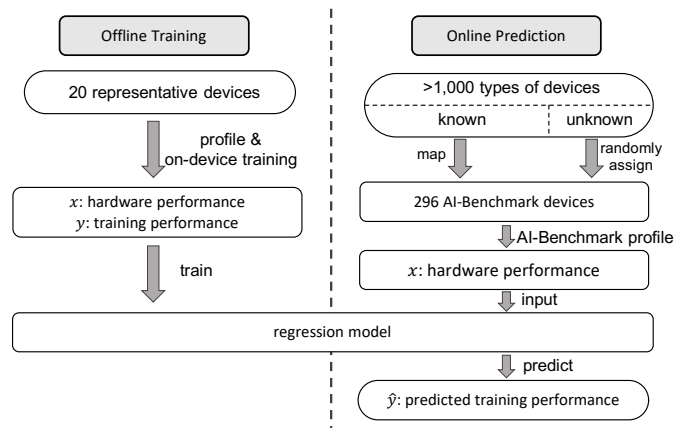 Offline Training
20 representative devices
profile &
on-device training
x: hardware performance
y: training performance
train
Online Prediction
>1,000 types of devices
known
unknown
map
randomly
assign
296 AI-Benchmark devices
AI-Benchmark profile
x: hardware performance
input
regression model
predict
ŷ: predicted training performance